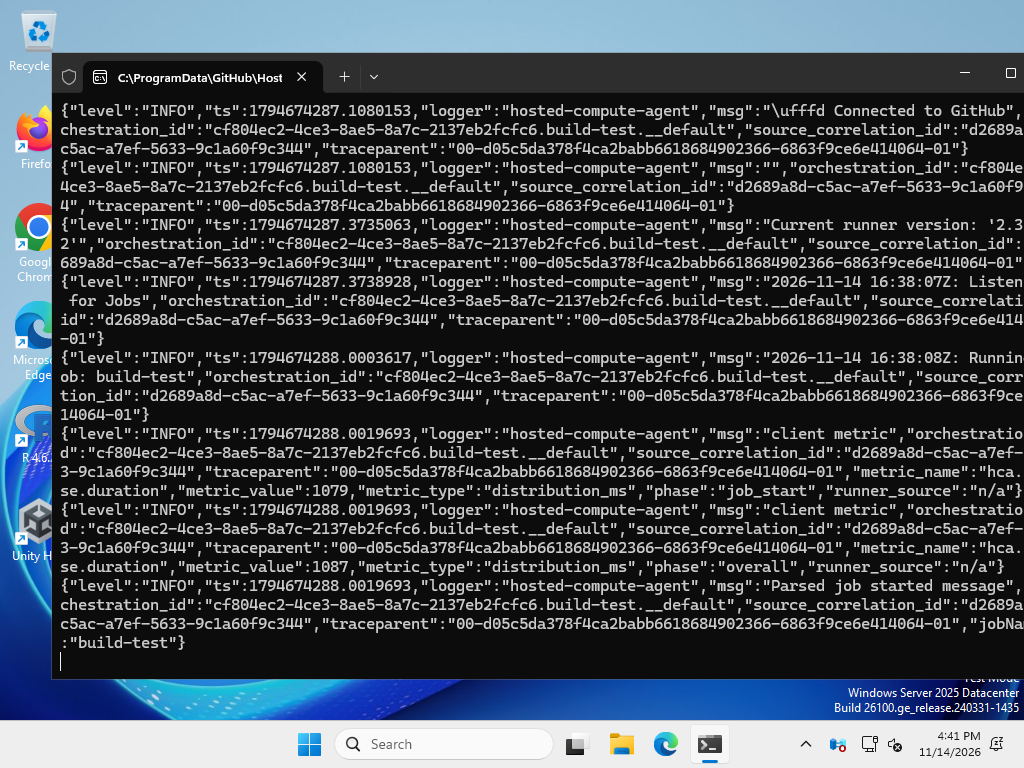 Recycle
Firefo
Googl
Chrom
Micros
Edge
R 4.6.
Unity H
C:\ProgramData\GitHub\Host
{"level":"INFO","ts":1794674287.1080153,"logger":"hosted-compute-agent","msg":"\ufffd Connected to GitHub",
chestration_id":"cf804ec2-4ce3-8ae5-8a7c-2137eb2fcfc6.build-test.__default","source_correlation_id":"d2689a
c5ac-a7ef-5633-9c1a60f9c344","traceparent":"00-d05c5da378f4ca2babb6618684902366-6863f9ce6e414064-01"}
{"level":"INFO","ts":1794674287.1080153,"logger":"hosted-compute-agent","msg":"","orchestration_id":"cf804e
4ce3-8ae5-8a7c-2137eb2fcfc6.build-test.__default","source_correlation_id":"d2689a8d-c5ac-a7ef-5633-9c1a60f9
4","traceparent":"00-d05c5da378f4ca2babb6618684902366-6863f9ce6e414064-01"}
{"level":"INFO","ts":1794674287.3735063,"logger":"hosted-compute-agent","msg":"Current runner version: '2.3
2'","orchestration_id":"cf804ec2-4ce3-8ae5-8a7c-2137eb2fcfc6.build-test.__default","source_correlation_id":
689a8d-c5ac-a7ef-5633-9c1a60f9c344","traceparent":"00-d05c5da378f4ca2babb6618684902366-6863f9ce6e414064-01"
{"level":"INFO","ts":1794674287.3738928,"logger":"hosted-compute-agent","msg":"2026-11-14 16:38:07Z: Listen
for Jobs","orchestration_id":"cf804ec2-4ce3-8ae5-8a7c-2137eb2fcfc6.build-test.__default","source_correlati
id":"d2689a8d-c5ac-a7ef-5633-9c1a60f9c344","traceparent":"00-d05c5da378f4ca2babb6618684902366-6863f9ce6e414
-01"}
{"level":"INFO","ts":1794674288.0003617,"logger":"hosted-compute-agent","msg":"2026-11-14 16:38:08Z: Runnin
ob: build-test","orchestration_id":"cf804ec2-4ce3-8ae5-8a7c-2137eb2fcfc6.build-test.__default","source_corr
tion_id":"d2689a8d-c5ac-a7ef-5633-9c1a60f9c344","traceparent":"00-d05c5da378f4ca2babb6618684902366-6863f9ce6e
14064-01"}
{"level":"INFO","ts":1794674288.0019693,"logger":"hosted-compute-agent","msg":"client metric","orchestratio
d":"cf804ec2-4ce3-8ae5-8a7c-2137eb2fcfc6.build-test.__default","source_correlation_id":"d2689a8d-c5ac-a7ef-
3-9c1a60f9c344","traceparent":"00-d05c5da378f4ca2babb6618684902366-6863f9ce6e414064-01","metric_name":"hca.
se.duration","metric_value":1079,"metric_type":"distribution_ms","phase":"job_start","runner_source":"n/a"}
{"level":"INFO","ts":1794674288.0019693,"logger":"hosted-compute-agent","msg":"client metric","orchestratio
d":"cf804ec2-4ce3-8ae5-8a7c-2137eb2fcfc6.build-test.__default","source_correlation_id":"d2689a8d-c5ac-a7ef-
3-9c1a60f9c344","traceparent":"00-d05c5da378f4ca2babb6618684902366-6863f9ce6e414064-01","metric_name":"hca.
se.duration","metric_value":1087,"metric_type":"distribution_ms","phase":"overall","runner_source":"n/a"}
{"level":"INFO","ts":1794674288.0019693,"logger":"hosted-compute-agent","msg":"Parsed job started message",
chestration_id":"cf804ec2-4ce3-8ae5-8a7c-2137eb2fcfc6.build-test.__default","source_correlation_id":"d2689a
c5ac-a7ef-5633-9c1a60f9c344","traceparent":"00-d05c5da378f4ca2babb6618684902366-6863f9ce6e414064-01","jobNa
:"build-test"}
Test Mode
Windows Server 2025 Datacenter
Build 26100.ge_release.240331-1435
Search
4:41 PM
11/14/2026